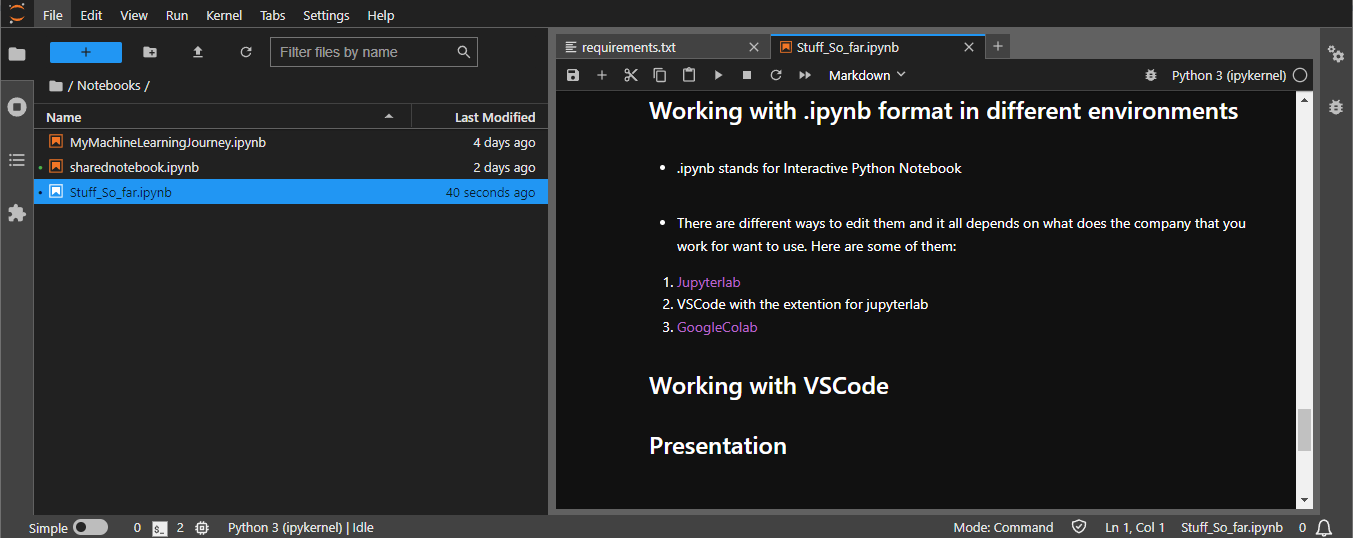 File Edit View Run Kernel Tabs Settings Help
+ Filter files by name
/ Notebooks /
Name Last Modified
MyMachineLearningJourney.ipynb 4 days ago
sharednotebook.ipynb 2 days ago
Stuff_So_far.ipynb 40 seconds ago
requirements.txt Stuff_So_far.ipynb
Markdown Python 3 (ipykernel)
Working with .ipynb format in different environments
• .ipynb stands for Interactive Python Notebook
• There are different ways to edit them and it all depends on what does the company that you
work for want to use. Here are some of them:
1. Jupyterlab
2. VSCode with the extention for jupyterlab
3. GoogleColab
Working with VSCode
Presentation
Simple 0 $_ 2 Python 3 (ipykernel) | Idle Mode: Command Ln 1, Col 1 Stuff_So_far.ipynb 0